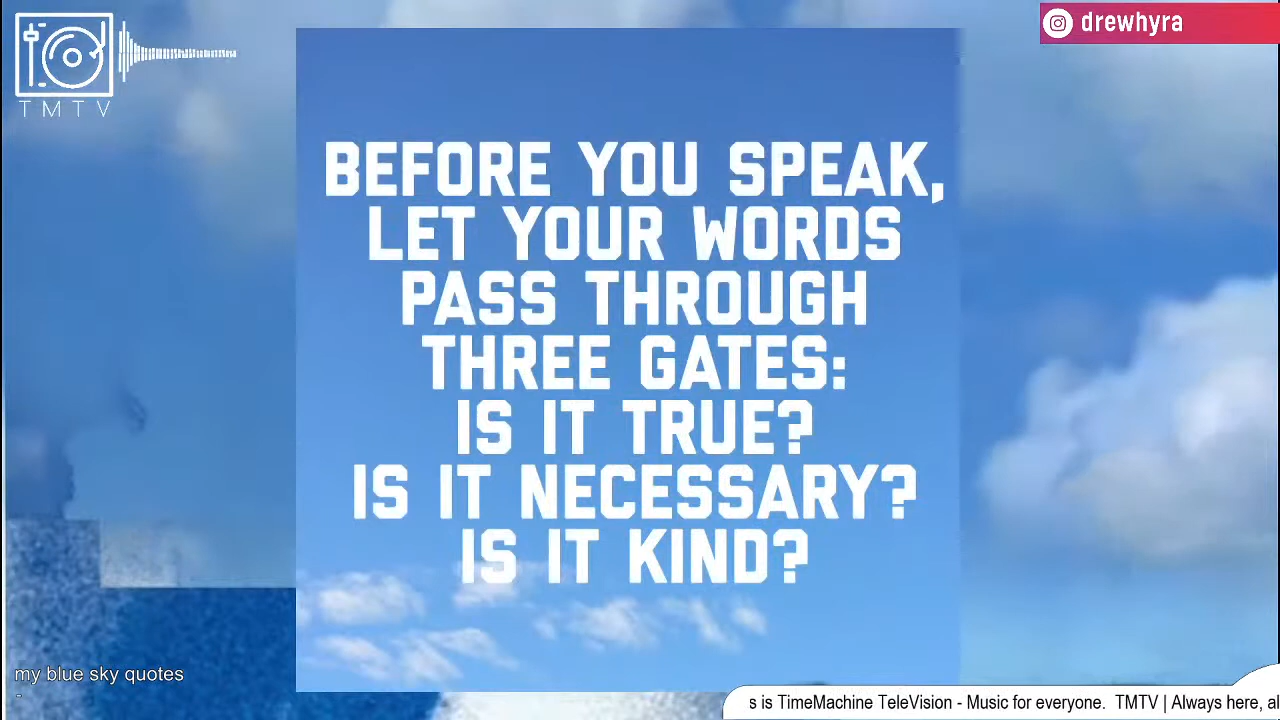 TMTV
drewhyra
BEFORE YOU SPEAK,
LET YOUR WORDS
PASS THROUGH
THREE GATES:
IS IT TRUE?
IS IT NECESSARY?
IS IT KIND?
my blue sky quotes
-
s is TimeMachine TeleVision - Music for everyone. TMTV | Always here, al